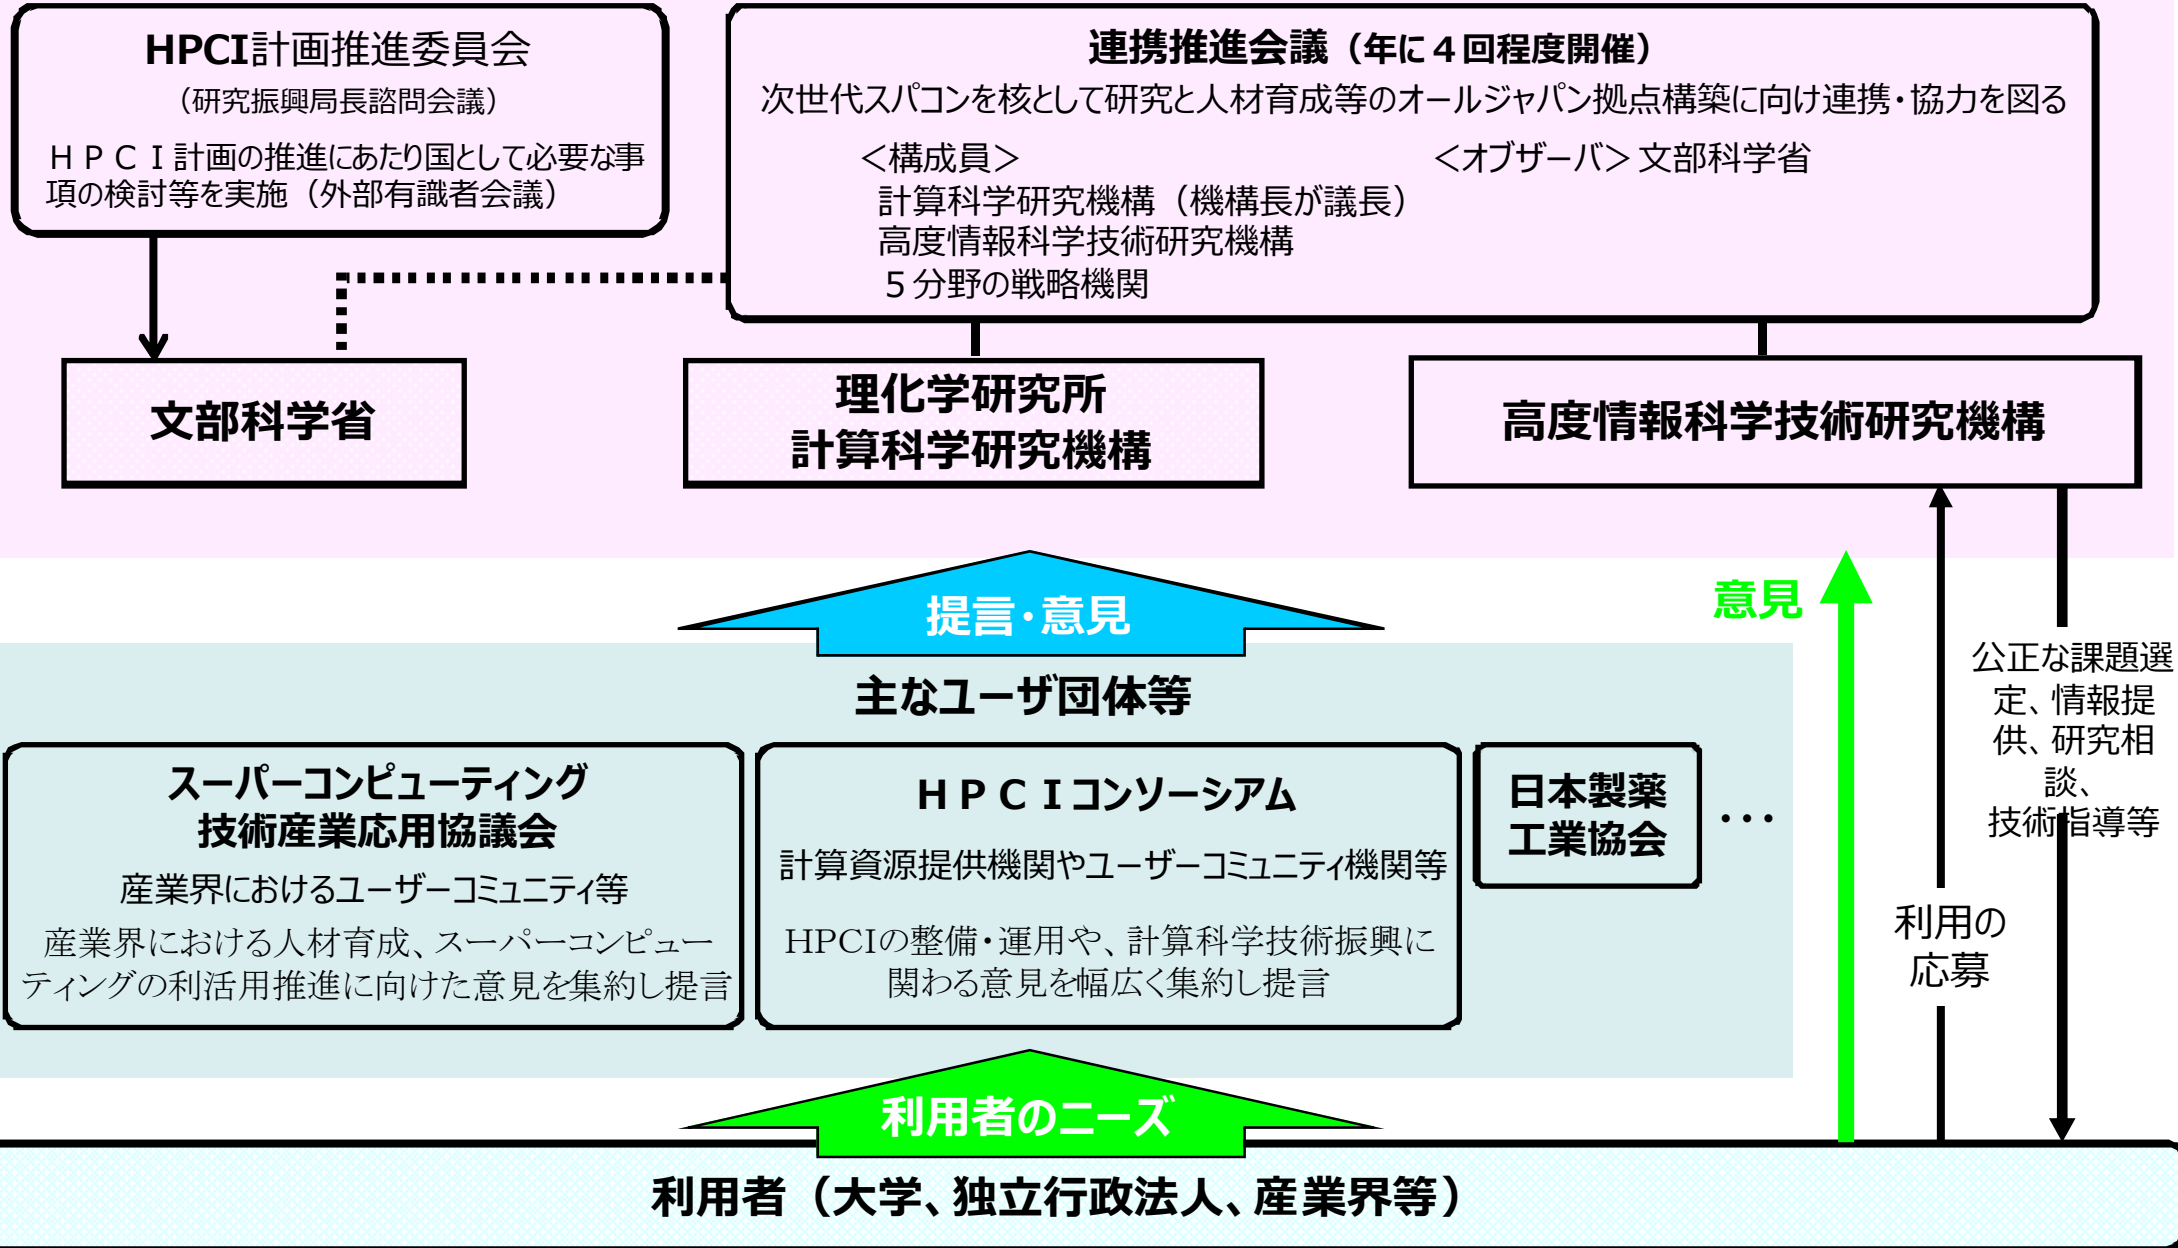 HPCI計画推進委員会
（研究振興局長諮問会議）
ＨＰＣＩ計画の推進にあたり国として必要な事
項の検討等を実施（外部有識者会議）
連携推進会議（年に４回程度開催）
次世代スパコンを核として研究と人材育成等のオールジャパン拠点構築に向け連携・協力を図る
＜構成員＞
計算科学研究機構（機構長が議長）
高度情報科学技術研究機構
５分野の戦略機関
＜オブザーバ＞文部科学省
文部科学省
理化学研究所
計算科学研究機構
高度情報科学技術研究機構
提言・意見
意見
主なユーザ団体等
スーパーコンピューティング
技術産業応用協議会
産業界におけるユーザーコミュニティ等
産業界における人材育成、スーパーコンピュー
ティングの利活用推進に向けた意見を集約し提言
ＨＰＣＩコンソーシアム
計算資源提供機関やユーザーコミュニティ機関等
HPCIの整備・運用や、計算科学技術振興に
関わる意見を幅広く集約し提言
日本製薬
工業協会
…
公正な課題選
定、情報提
供、研究相
談、
技術指導等
利用の
応募
利用者のニーズ
利用者（大学、独立行政法人、産業界等）